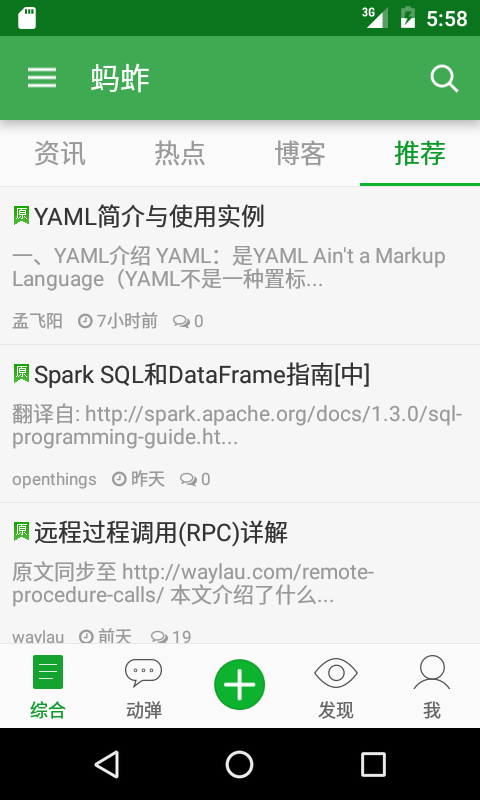 3G 5:58
蚂蚱
资讯 热点 博客 推荐
原 YAML简介与使用实例
一、YAML介绍 YAML：是YAML Ain't a Markup
Language（YAML不是一种置标...
孟飞阳 7小时前 0
原 Spark SQL和DataFrame指南[中]
翻译自: http://spark.apache.org/docs/1.3.0/sql-
programming-guide.ht...
openthings 昨天 0
原 远程过程调用(RPC)详解
原文同步至 http://waylau.com/remote-
procedure-calls/ 本文介绍了什么...
waylau 前天 19
综合 动弹 发现 我